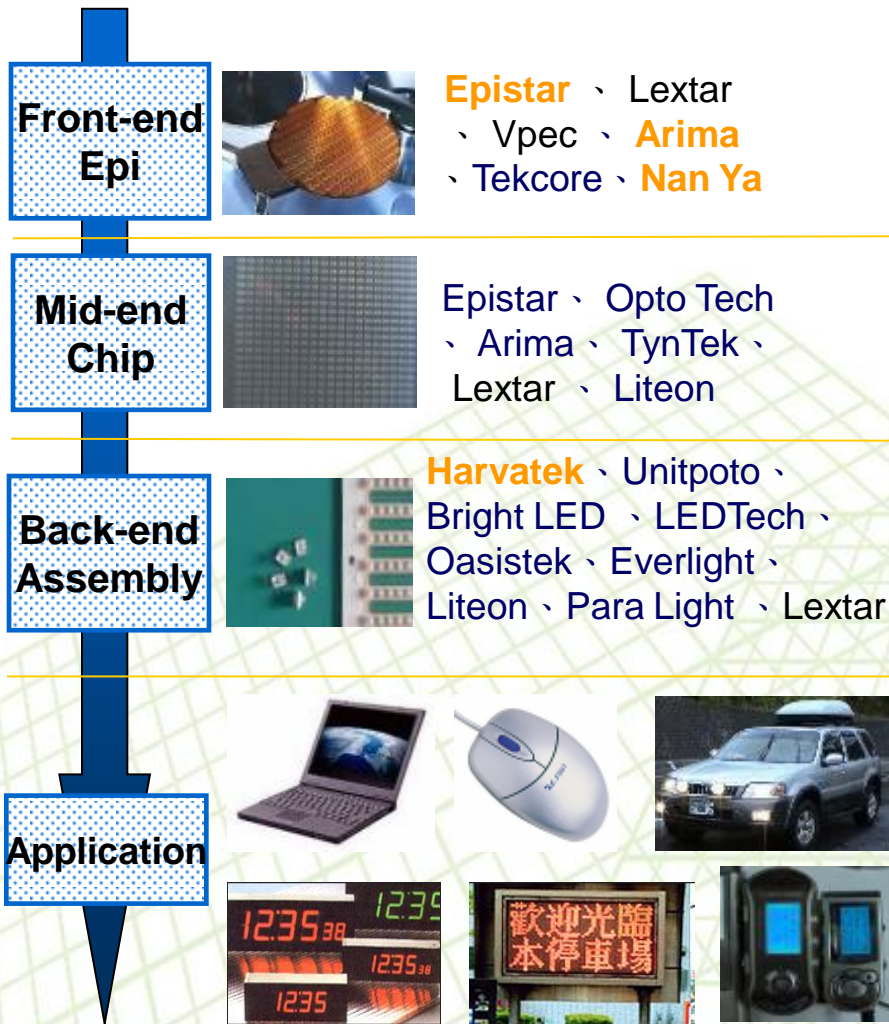 Front-end
Epi
Epistar 、 Lextar
、 Vpec 、 Arima
、Tekcore、Nan Ya
Mid-end
Chip
Epistar、 Opto Tech
、 Arima、 TynTek、
Lextar 、 Liteon
Back-end
Assembly
Harvatek、Unitpoto、
Bright LED 、LEDTech、
Oasistek、Everlight、
Liteon、Para Light 、Lextar
Application
12:35 38
12:35
12:35 38
12:35
歡迎光臨
本停車場